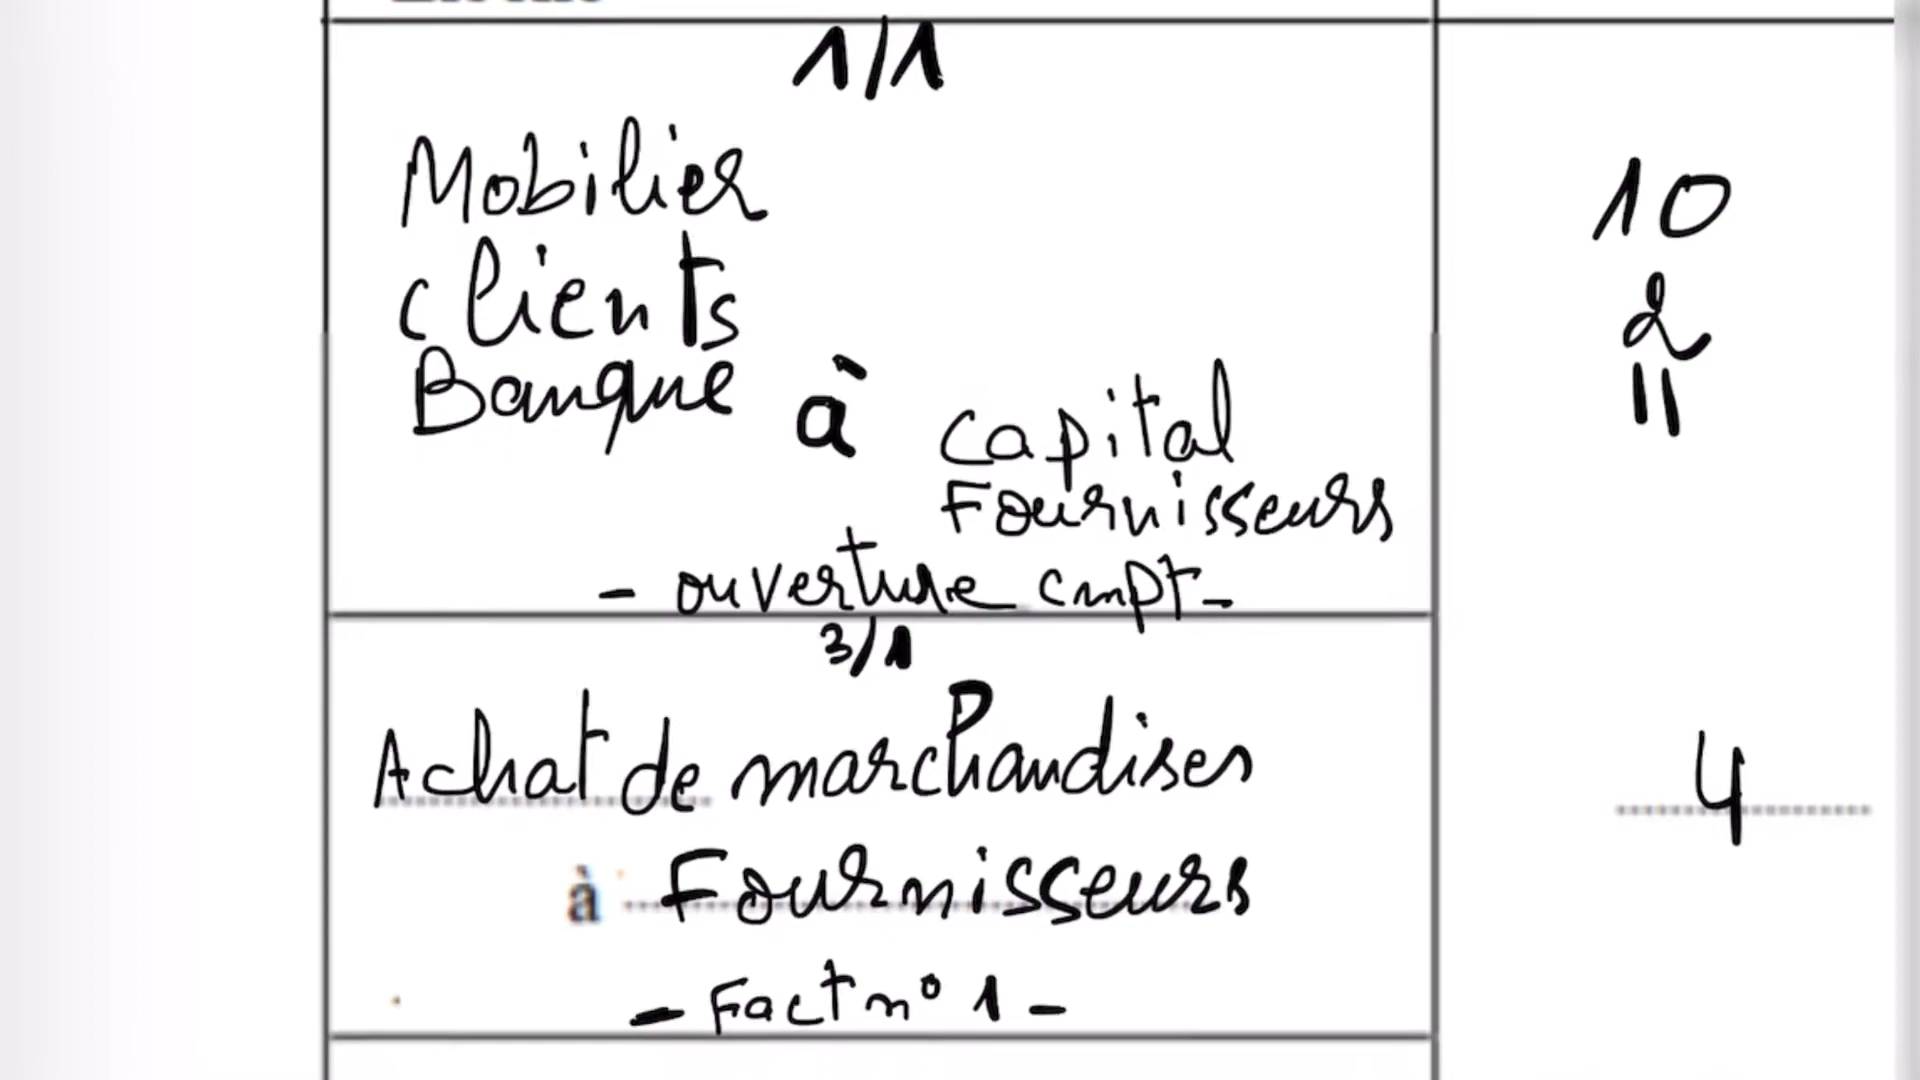 1/1
Mobilier 10
clients 2
Banque à capital 11
Fournisseurs
- ouverture cmpt -
3/1
Achat de marchandises 4
à Fournisseurs
- Fact n° 1 -